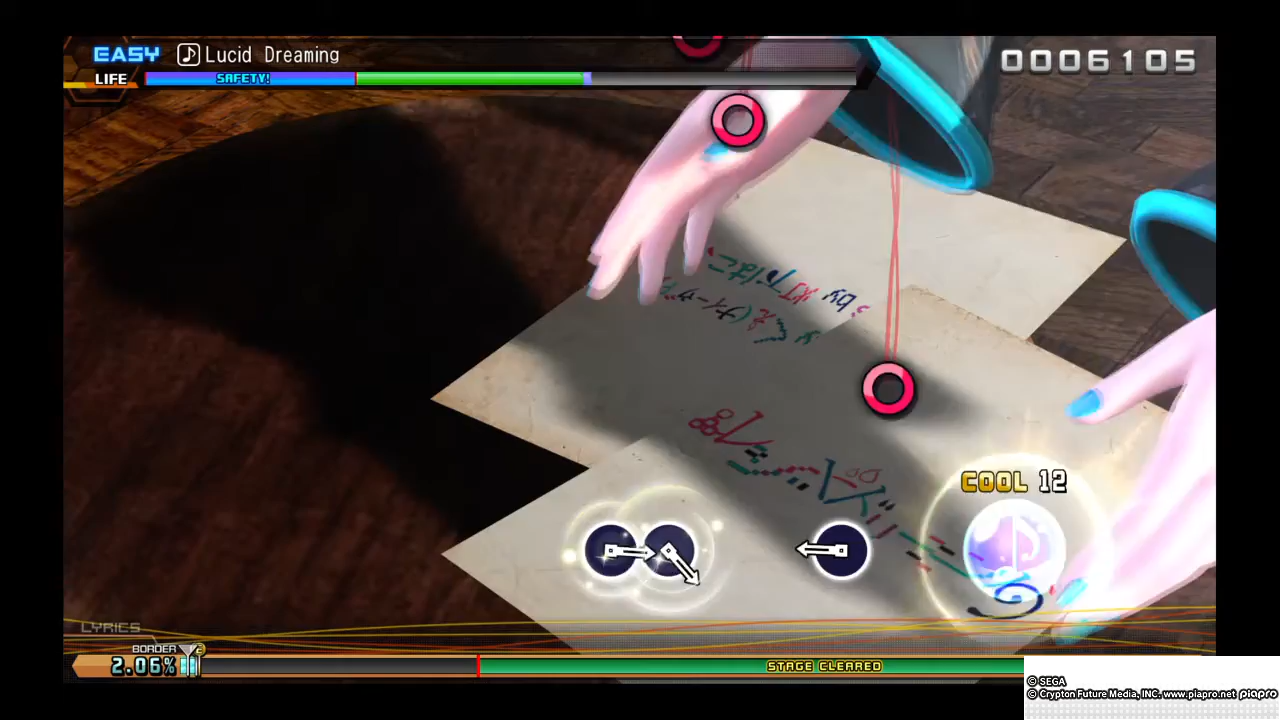 EASY ♪ Lucid Dreaming
0006105
LIFE SAFETY!
COOL 12
LYRICS
BORDER 2
2.06%
STAGE CLEARED
© SEGA
© Crypton Future Media, INC. www.piapro.net piapro